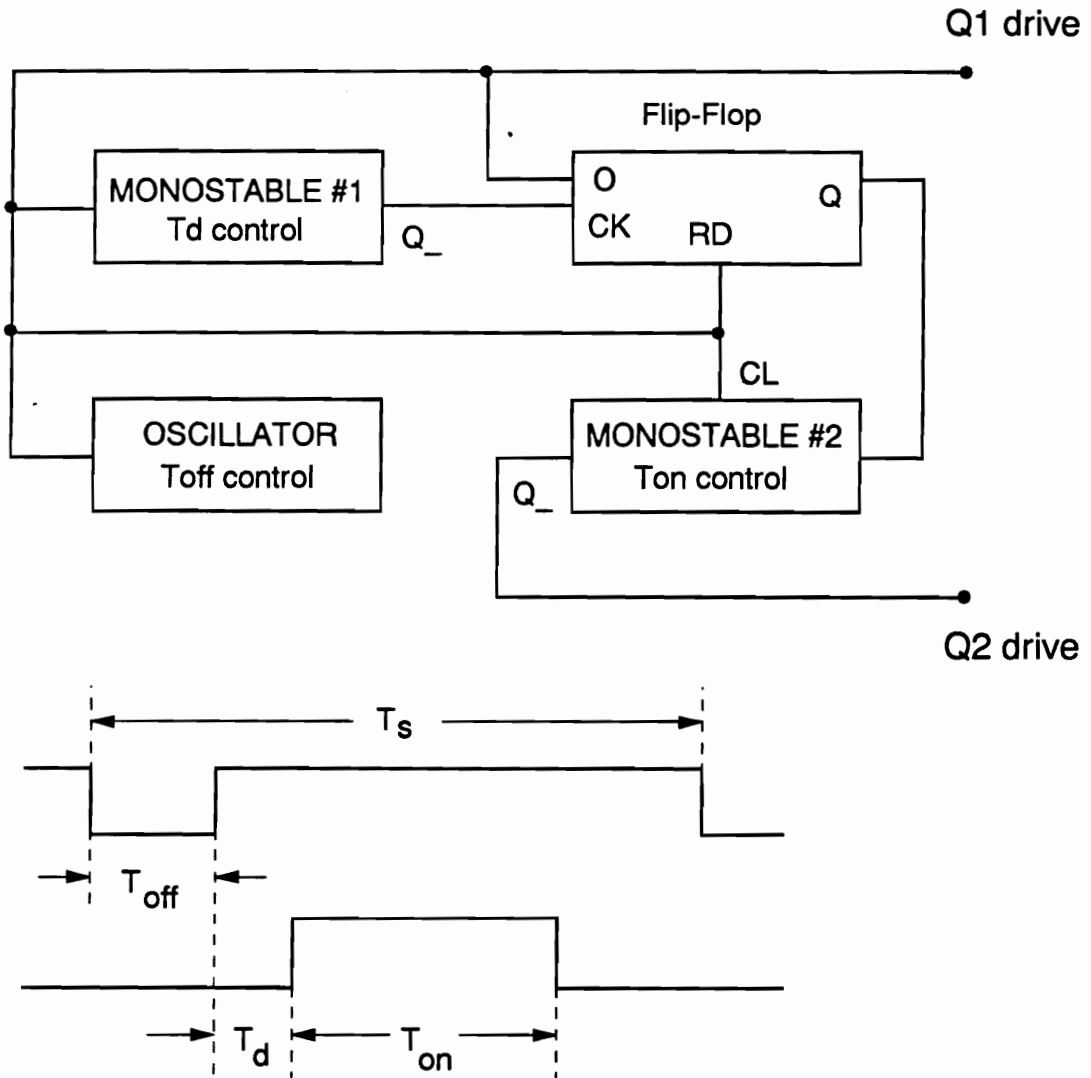 Q1 drive
Flip-Flop
MONOSTABLE #1
Td control
Q_
O
CK
RD
Q
CL
OSCILLATOR
Toff control
MONOSTABLE #2
Ton control
Q_
Q2 drive
Ts
Toff
Td
Ton